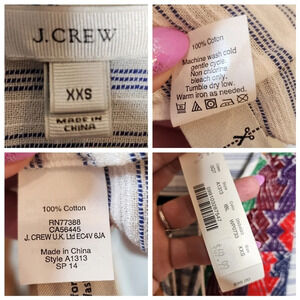 J.CREW
XXS
MADE IN
CHINA
100% Cotton
Machine wash cold
gentle cycle.
Non chlorine
bleach only.
Tumble dry low.
Warm iron as needed.
100% Cotton
RN77388
CA56445
J. CREW U.K. Ltd EC4V 6JA
Made in China
Style A1313
SP 14
XXS